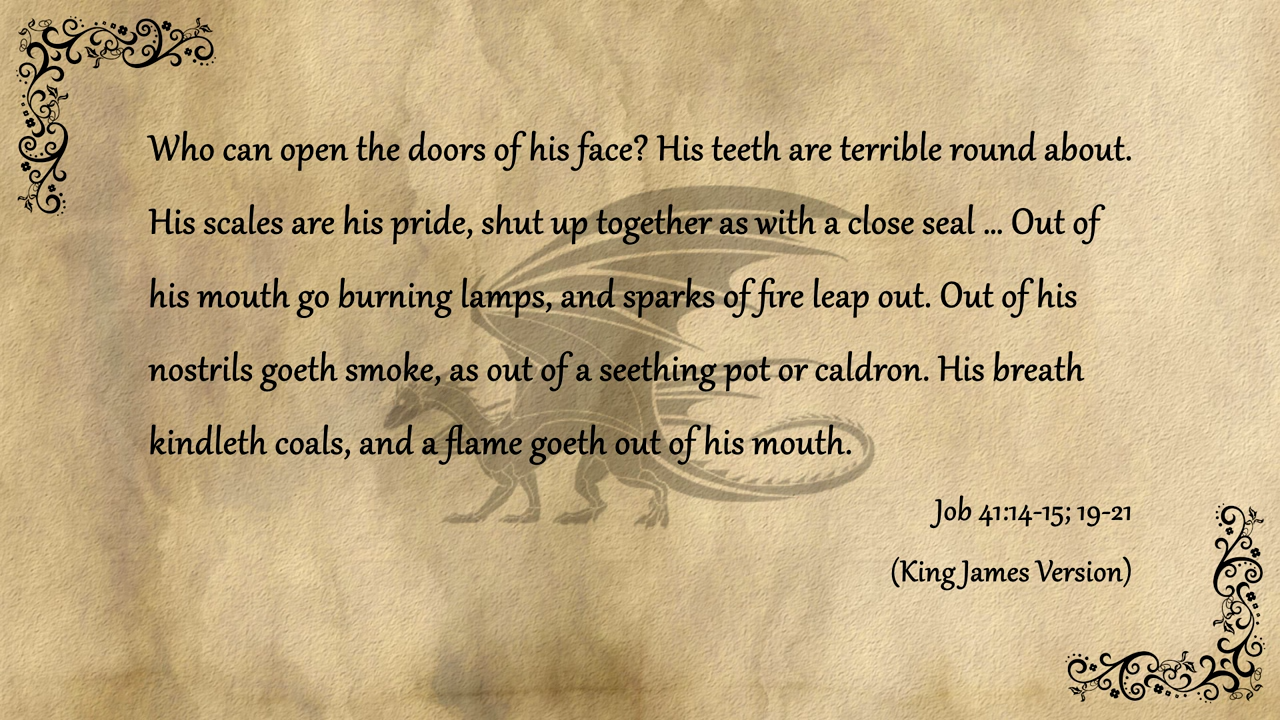 Who can open the doors of his face? His teeth are terrible round about.
His scales are his pride, shut up together as with a close seal ... Out of
his mouth go burning lamps, and sparks of fire leap out. Out of his
nostrils goeth smoke, as out of a seething pot or caldron. His breath
kindleth coals, and a flame goeth out of his mouth.
Job 41:14-15; 19-21
(King James Version)